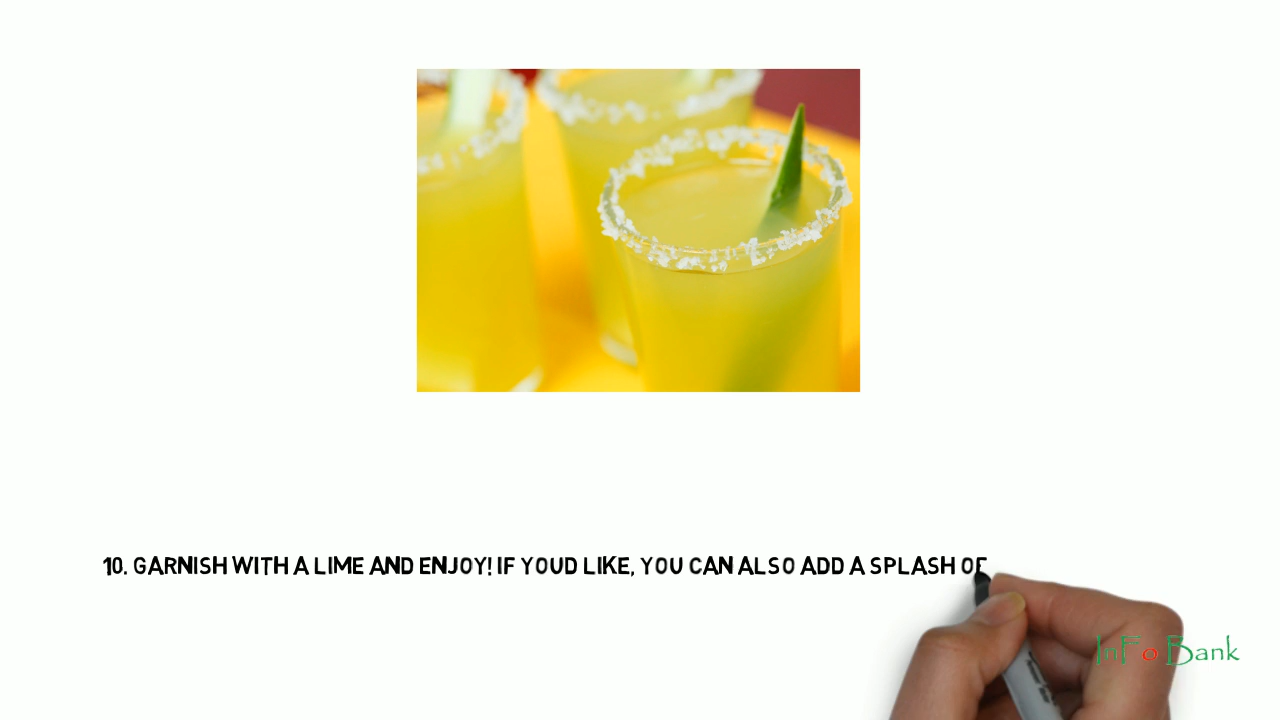 10. GARNISH WITH A LIME AND ENJOY! IF YOUD LIKE, YOU CAN ALSO ADD A SPLASH OF
InFo Bank